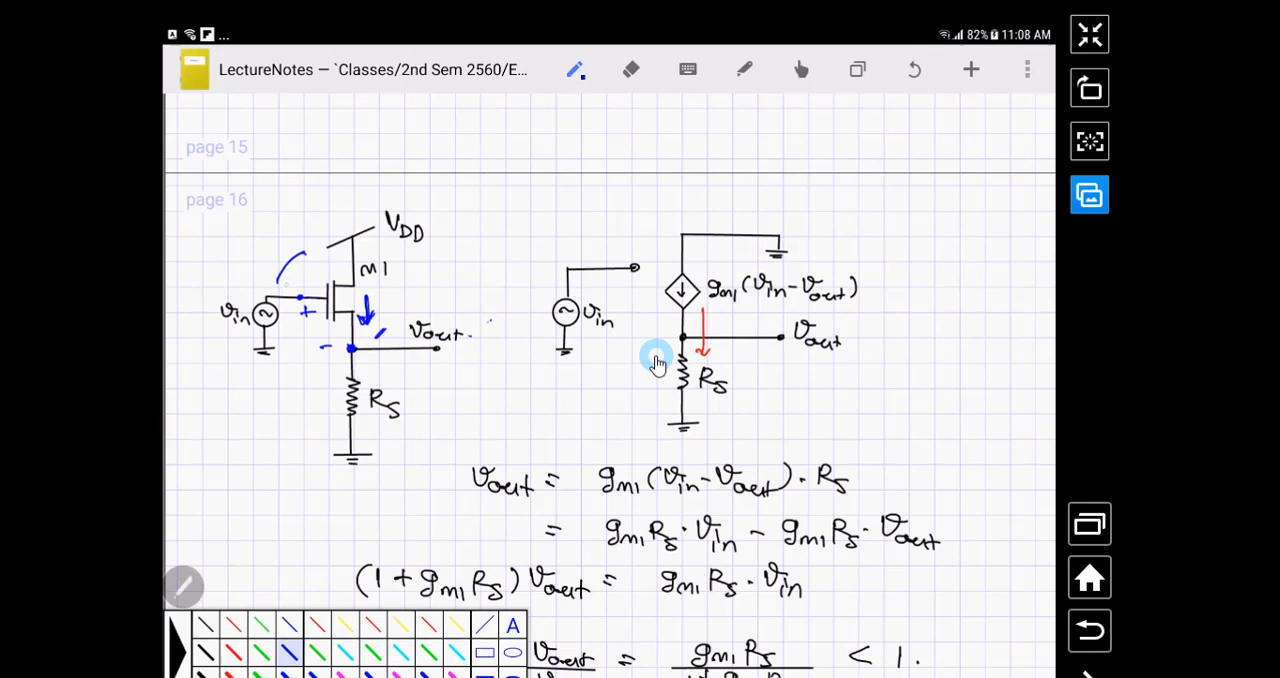 A ... 82% 11:08 AM
LectureNotes — `Classes/2nd Sem 2560/E...
page 15
page 16
VDD
m1
vin
+
-
vout
Rs
vin
gm1(vin-vout)
vout
Rs
vout = gm1(vin-vout)·Rs
= gm1Rs·vin - gm1Rs·vout
(1+gm1Rs)vout = gm1Rs·vin
A
vout = gm1Rs < 1.